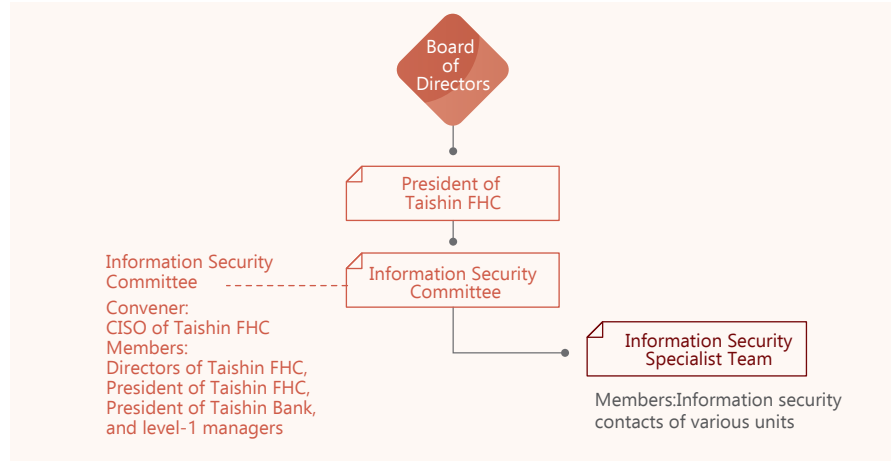 Board
of
Directors
President of
Taishin FHC
Information Security
Committee
Information Security
Committee
Convener:
CISO of Taishin FHC
Members:
Directors of Taishin FHC,
President of Taishin FHC,
President of Taishin Bank,
and level-1 managers
Information Security
Specialist Team
Members:Information security
contacts of various units